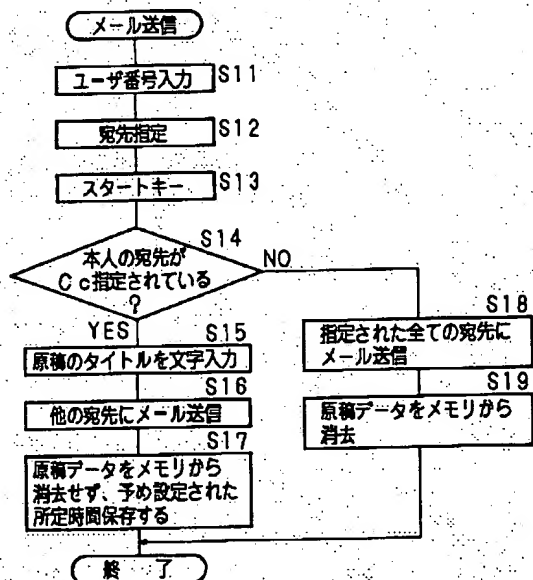 メール送信
ユーザ番号入力 S11
宛先指定 S12
スタートキー S13
S14
本人の宛先が
Cc指定されている
?
NO
YES
S15
原稿のタイトルを文字入力
S16
他の宛先にメール送信
S17
原稿データをメモリから
消去せず、予め設定された
所定時間保存する
S18
指定された全ての宛先に
メール送信
S19
原稿データをメモリから
消去
終了